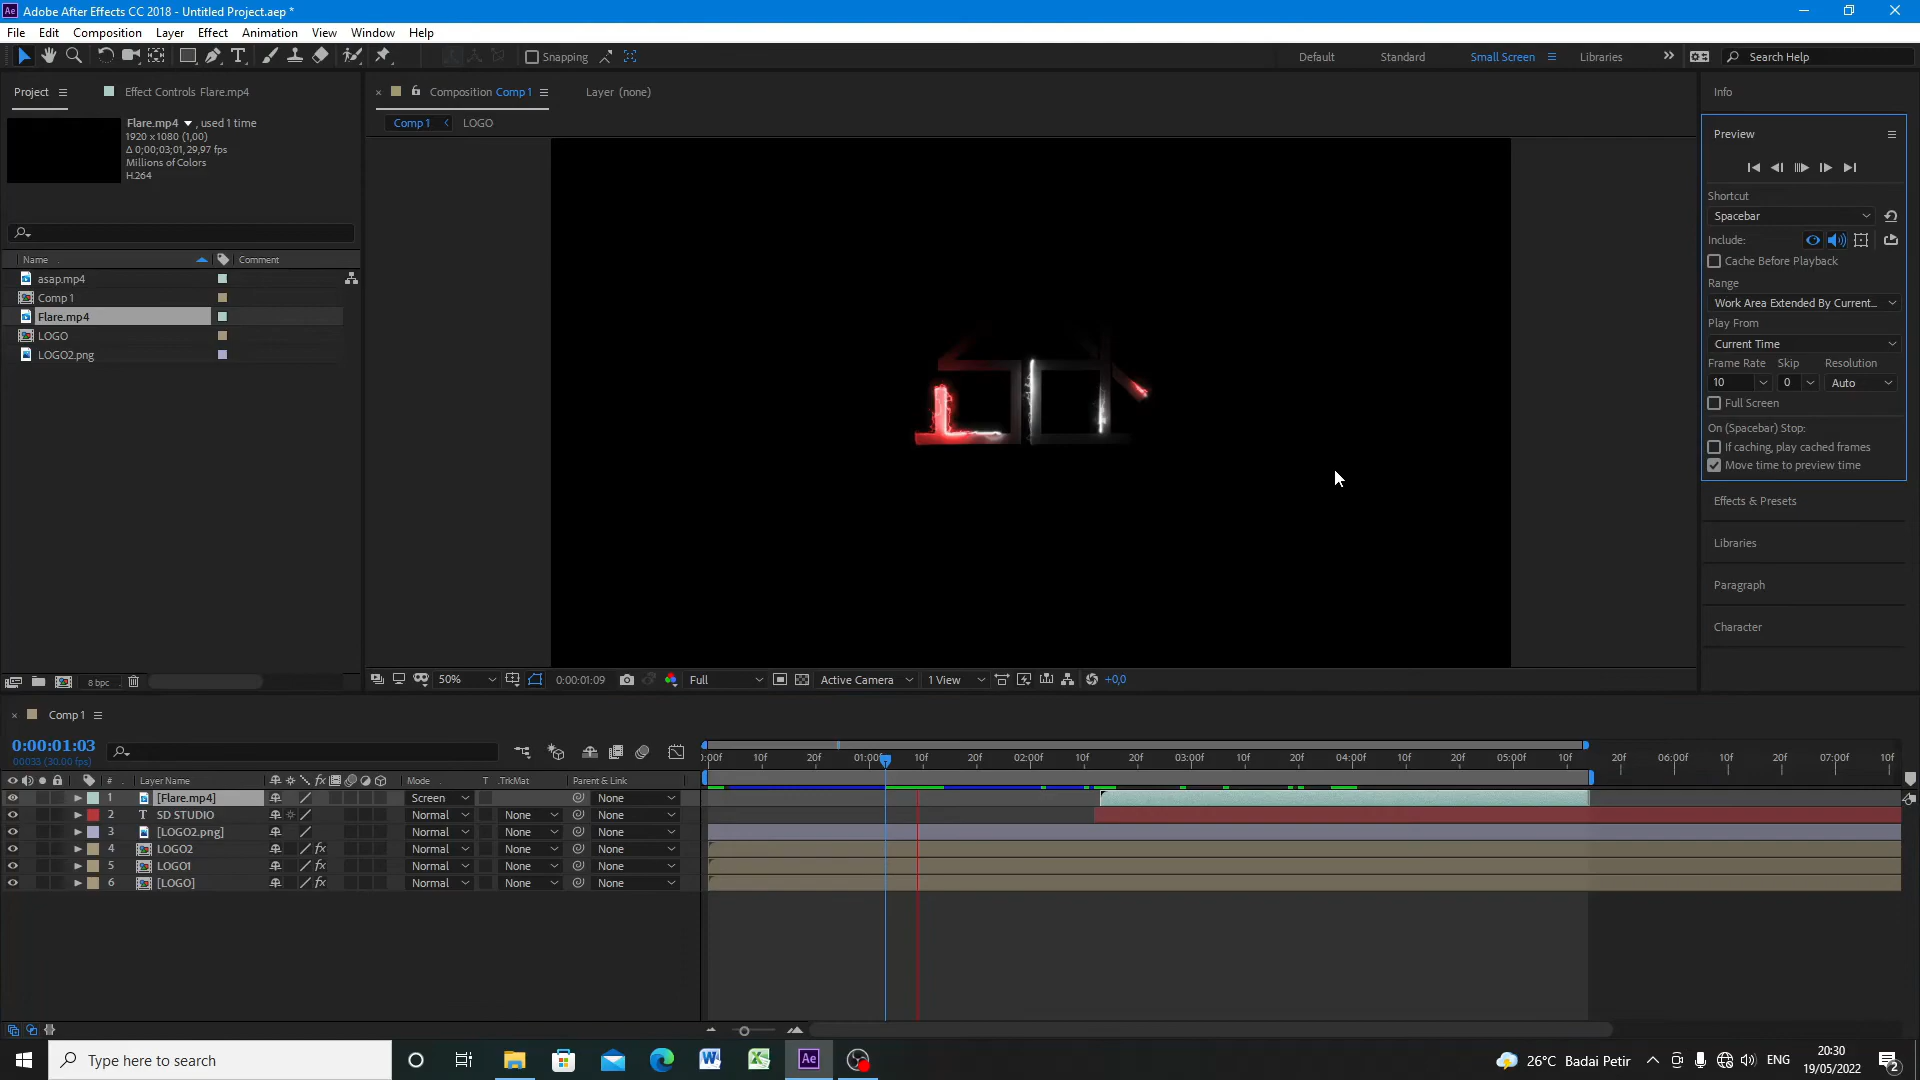 Adobe After Effects CC 2018 - Untitled Project.aep *
File Edit Composition Layer Effect Animation View Window Help
Snapping
Default Standard Small Screen Libraries Search Help
Project Effect Controls Flare.mp4
Flare.mp4 , used 1 time
1920 x 1080 (1,00)
Δ 0;00;03;01, 29,97 fps
Millions of Colors
H.264
Name Comment
asap.mp4
Comp 1
Flare.mp4
LOGO
LOGO2.png
8 bpc
Composition Comp 1 Layer (none)
Comp 1 LOGO
50% 0:00:01:09 Full Active Camera 1 View +0,0
Info
Preview
Shortcut
Spacebar
Include:
Cache Before Playback
Range
Work Area Extended By Current...
Play From
Current Time
Frame Rate Skip Resolution
10 0 Auto
Full Screen
On (Spacebar) Stop:
If caching, play cached frames
Move time to preview time
Effects & Presets
Libraries
Paragraph
Character
Comp 1
0:00:01:03
00033 (30.00 fps)
:00f 10f 20f 01:00f 10f 20f 02:00f 10f 20f 03:00f 10f 20f 04:00f 10f 20f 05:00f 10f 20f 06:00f 10f 20f 07:00f 10f
# Layer Name Mode T .TrkMat Parent & Link
1 [Flare.mp4] Screen None
2 T SD STUDIO Normal None None
3 [LOGO2.png] Normal None None
4 LOGO2 Normal None None
5 LOGO1 Normal None None
6 [LOGO] Normal None None
Type here to search
26°C Badai Petir ENG
20:30
19/05/2022
2